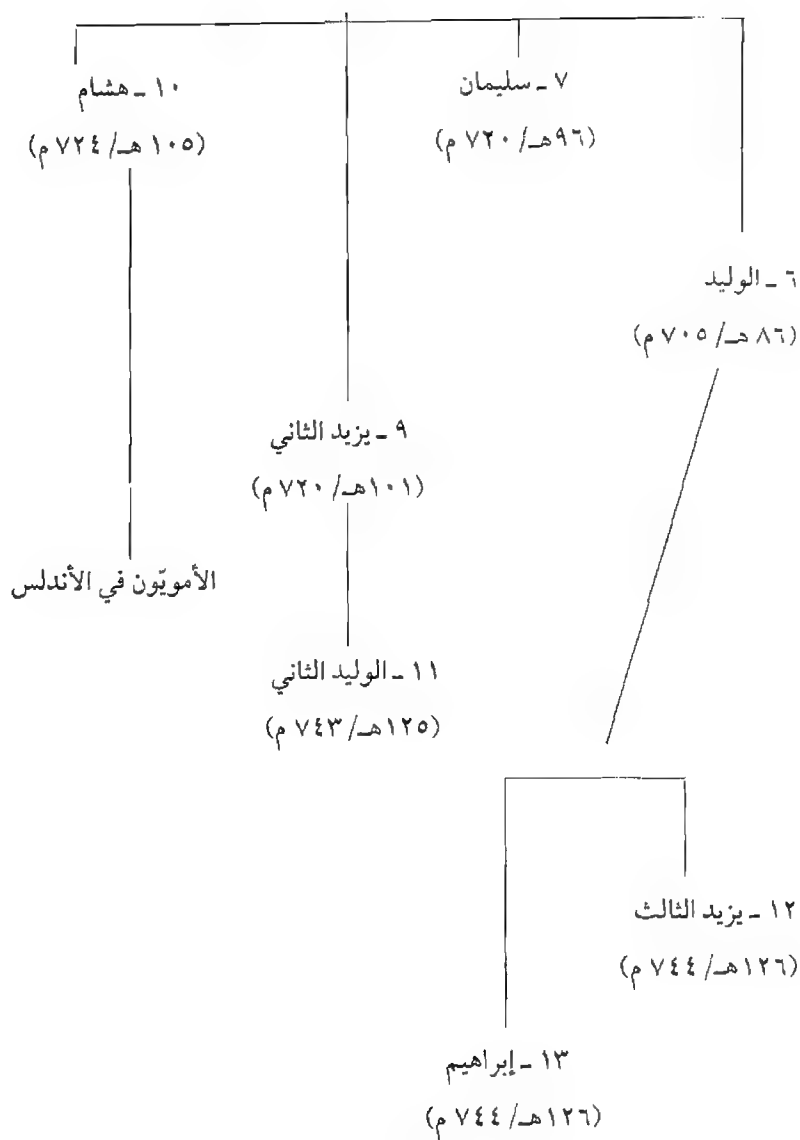 ٧ ـ سليمان
(٩٦هـ/٧٢٠ م)
١٠ ـ هشام
(١٠٥ هـ/٧٢٤ م)
٦ ـ الوليد
(٨٦ هـ/٧٠٥ م)
٩ ـ يزيد الثاني
(١٠١هـ/٧٢٠ م)
الأمويّون في الأندلس
١١ ـ الوليد الثاني
(١٢٥هـ/٧٤٣ م)
١٢ ـ يزيد الثالث
(١٢٦هـ/٧٤٤ م)
١٣ ـ إبراهيم
(١٢٦هـ/٧٤٤ م)